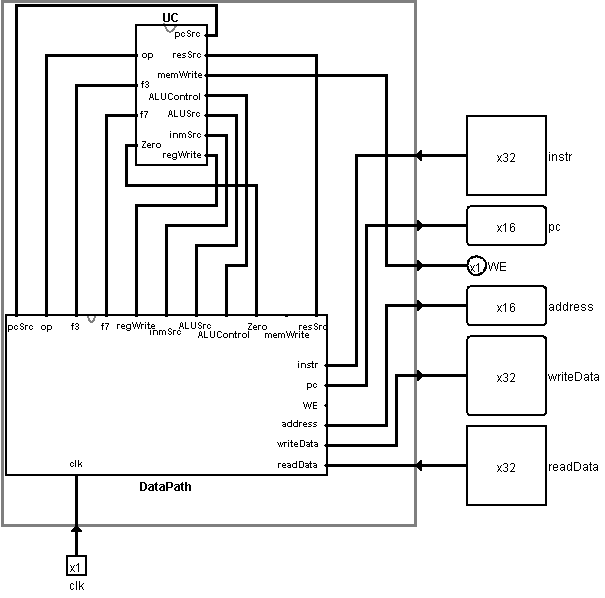 UC
pcSrc
op
resSrc
memWrite
f3
ALUControl
f7
ALUSrc
inmSrc
Zero
regWrite
x32
instr
x16
pc
x1
WE
x16
address
pcSrc
op
f3
f7
regWrite
inmSrc
ALUSrc
ALUControl
Zero
memWrite
resSrc
instr
pc
WE
address
writeData
readData
x32
writeData
x32
readData
clk
DataPath
x1
clk